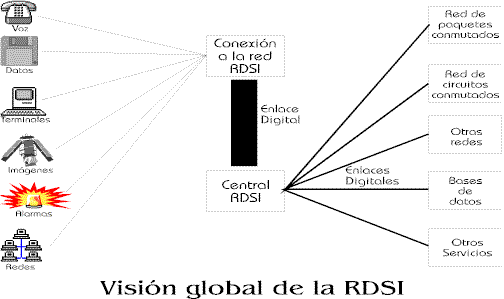 Voz
Datos
Terminales
Imágenes
Alarmas
Redes
Conexión
a la red
RDSI
Enlace
Digital
Central
RDSI
Enlaces
Digitales
Red de
paquetes
conmutados
Red de
circuitos
conmutados
Otras
redes
Bases
de
datos
Otros
Servicios
Visión global de la RDSI